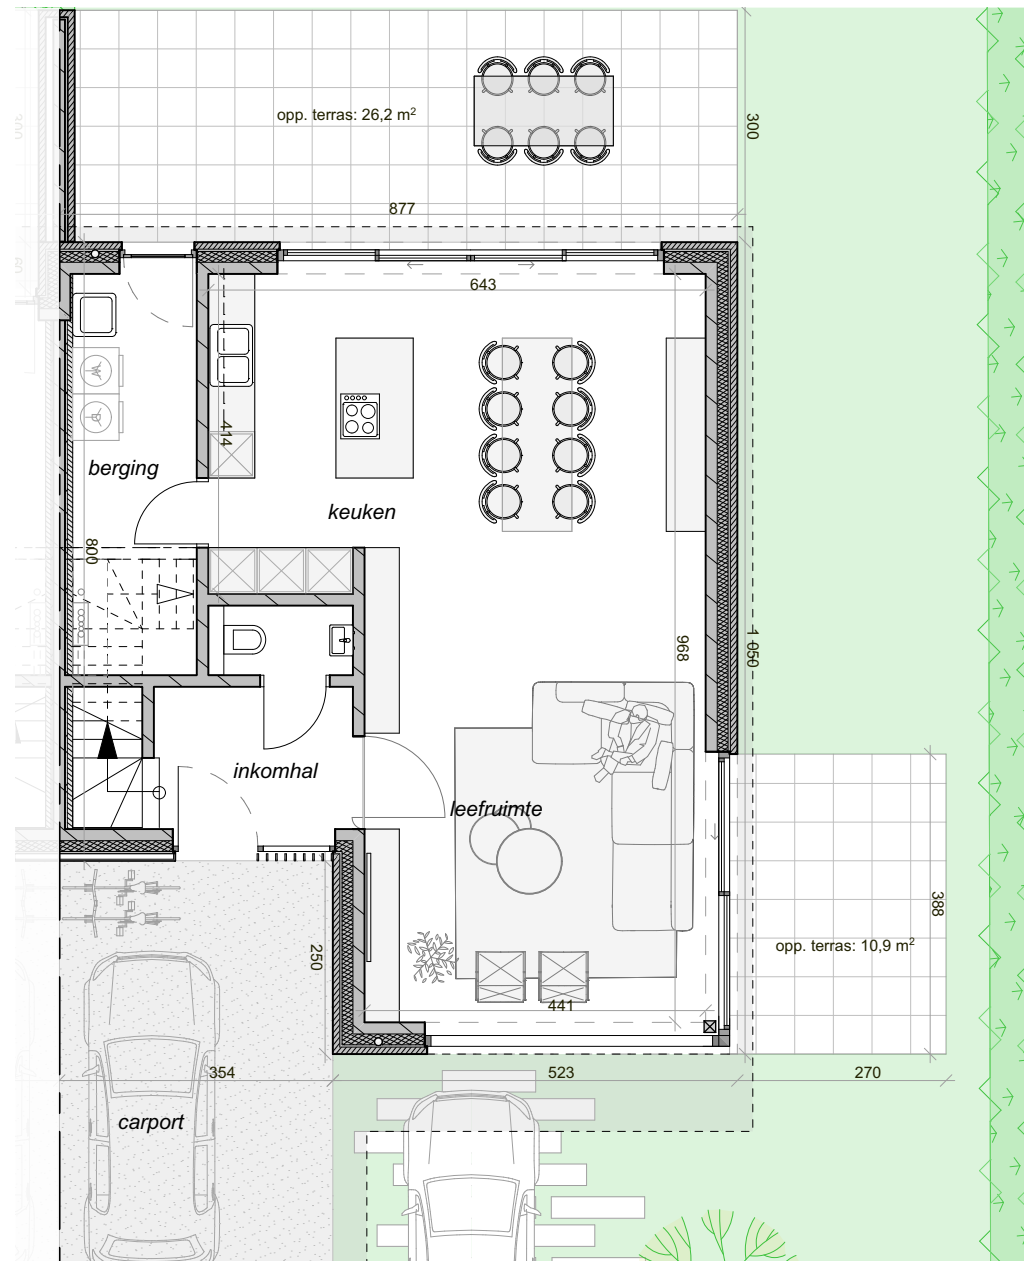 opp. terras: 26,2 m²
300
877
643
414
berging
keuken
800
968
1 050
inkomhal
leefruimte
388
opp. terras: 10,9 m²
250
441
354
523
270
carport